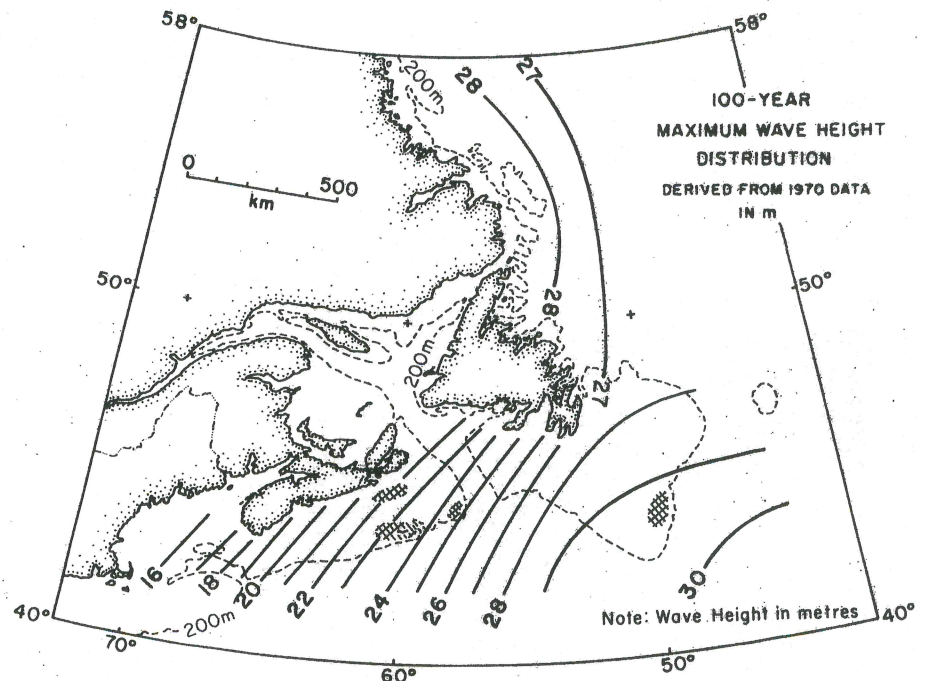 58°
58°
200m
28
27
100-YEAR
MAXIMUM WAVE HEIGHT
DISTRIBUTION
DERIVED FROM 1970 DATA
IN m
0
500
km
50°
50°
28
200m
27
16
18
20
22
24
26
28
30
Note: Wave Height in metres
40°
40°
200m
70°
60°
50°